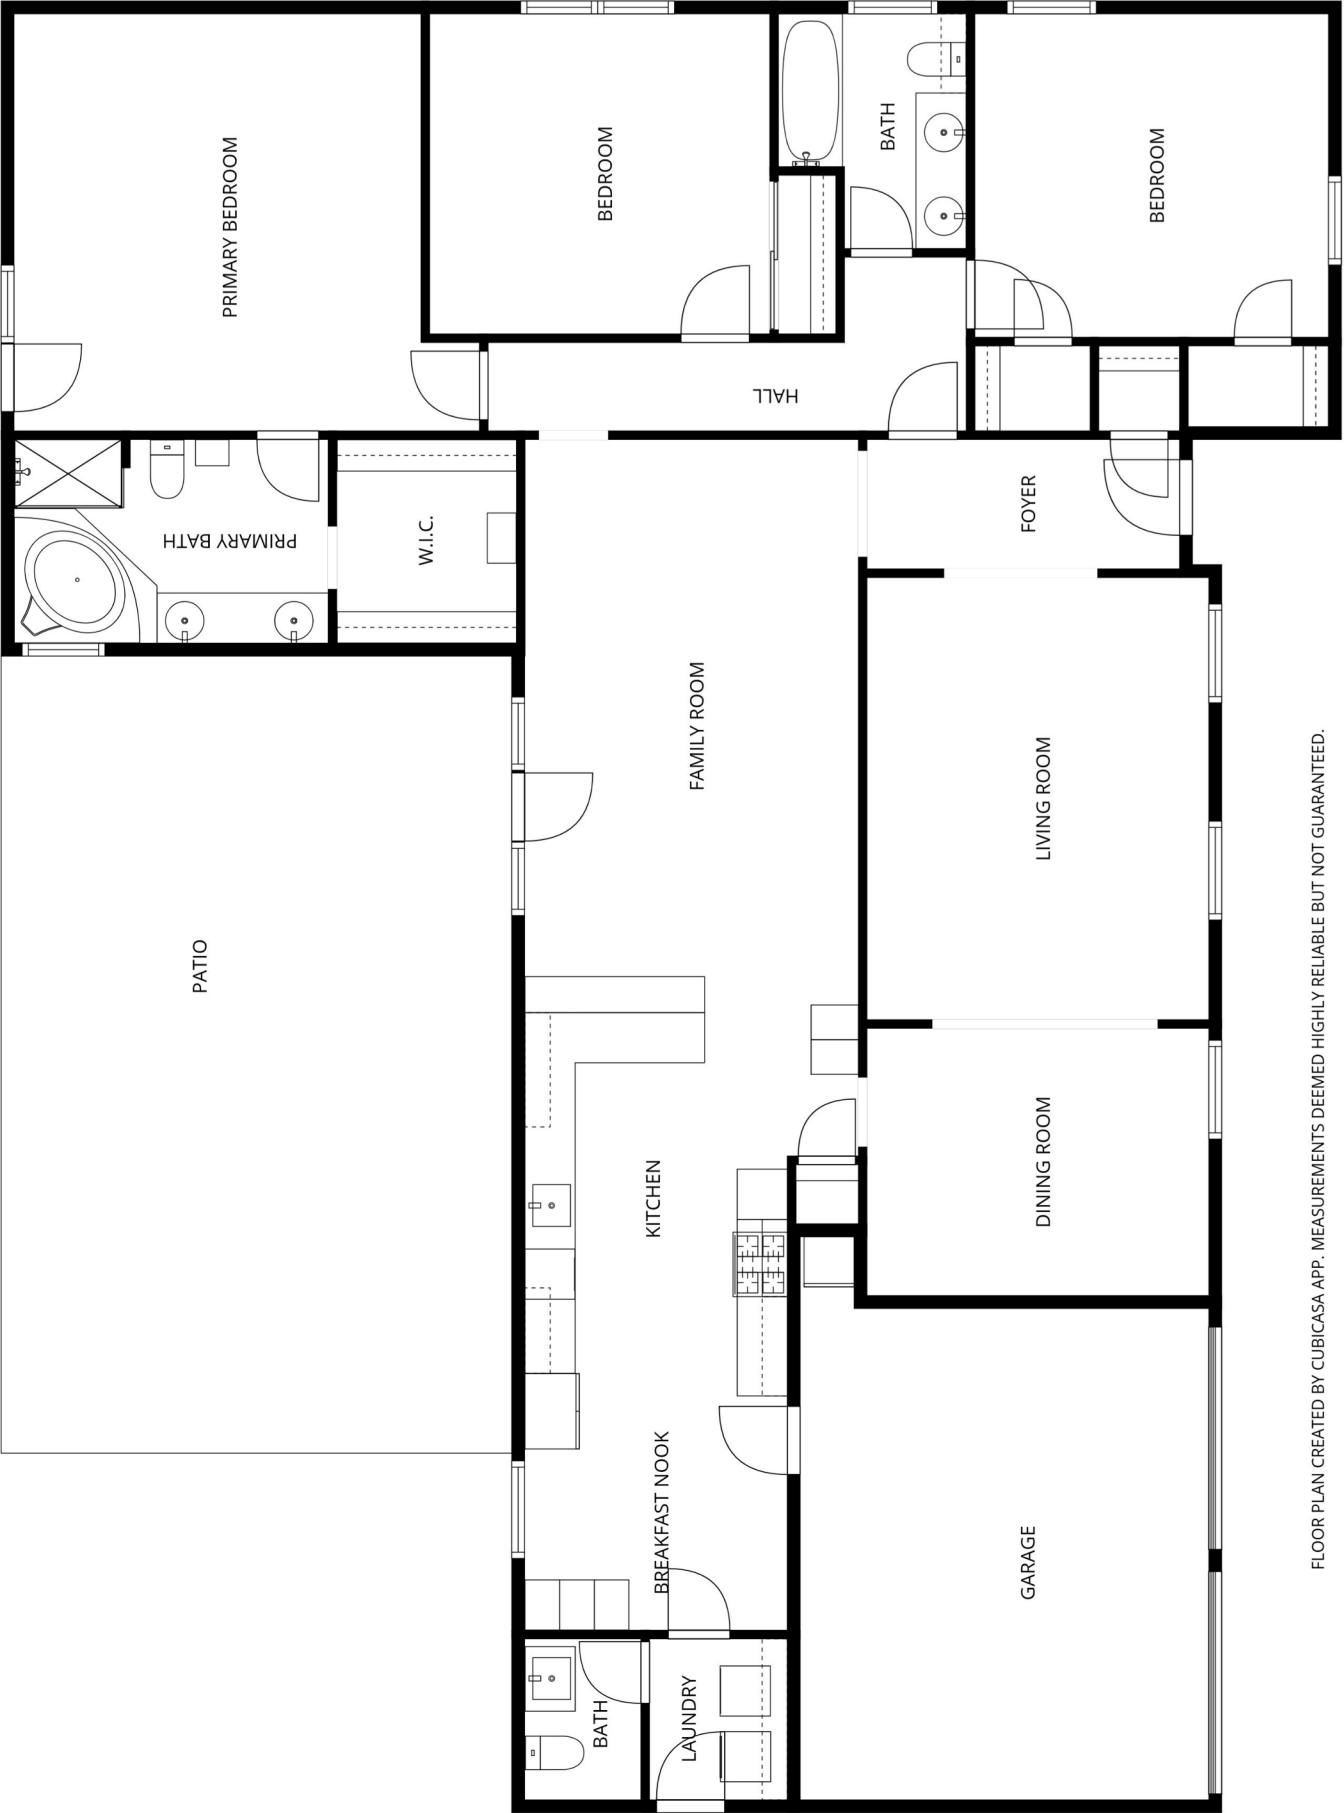 PRIMARY BEDROOM
BEDROOM
BATH
BEDROOM
HALL
PRIMARY BATH
W.I.C.
FOYER
FAMILY ROOM
LIVING ROOM
PATIO
KITCHEN
DINING ROOM
BREAKFAST NOOK
GARAGE
BATH
LAUNDRY
FLOOR PLAN CREATED BY CUBICASA APP. MEASUREMENTS DEEMED HIGHLY RELIABLE BUT NOT GUARANTEED.